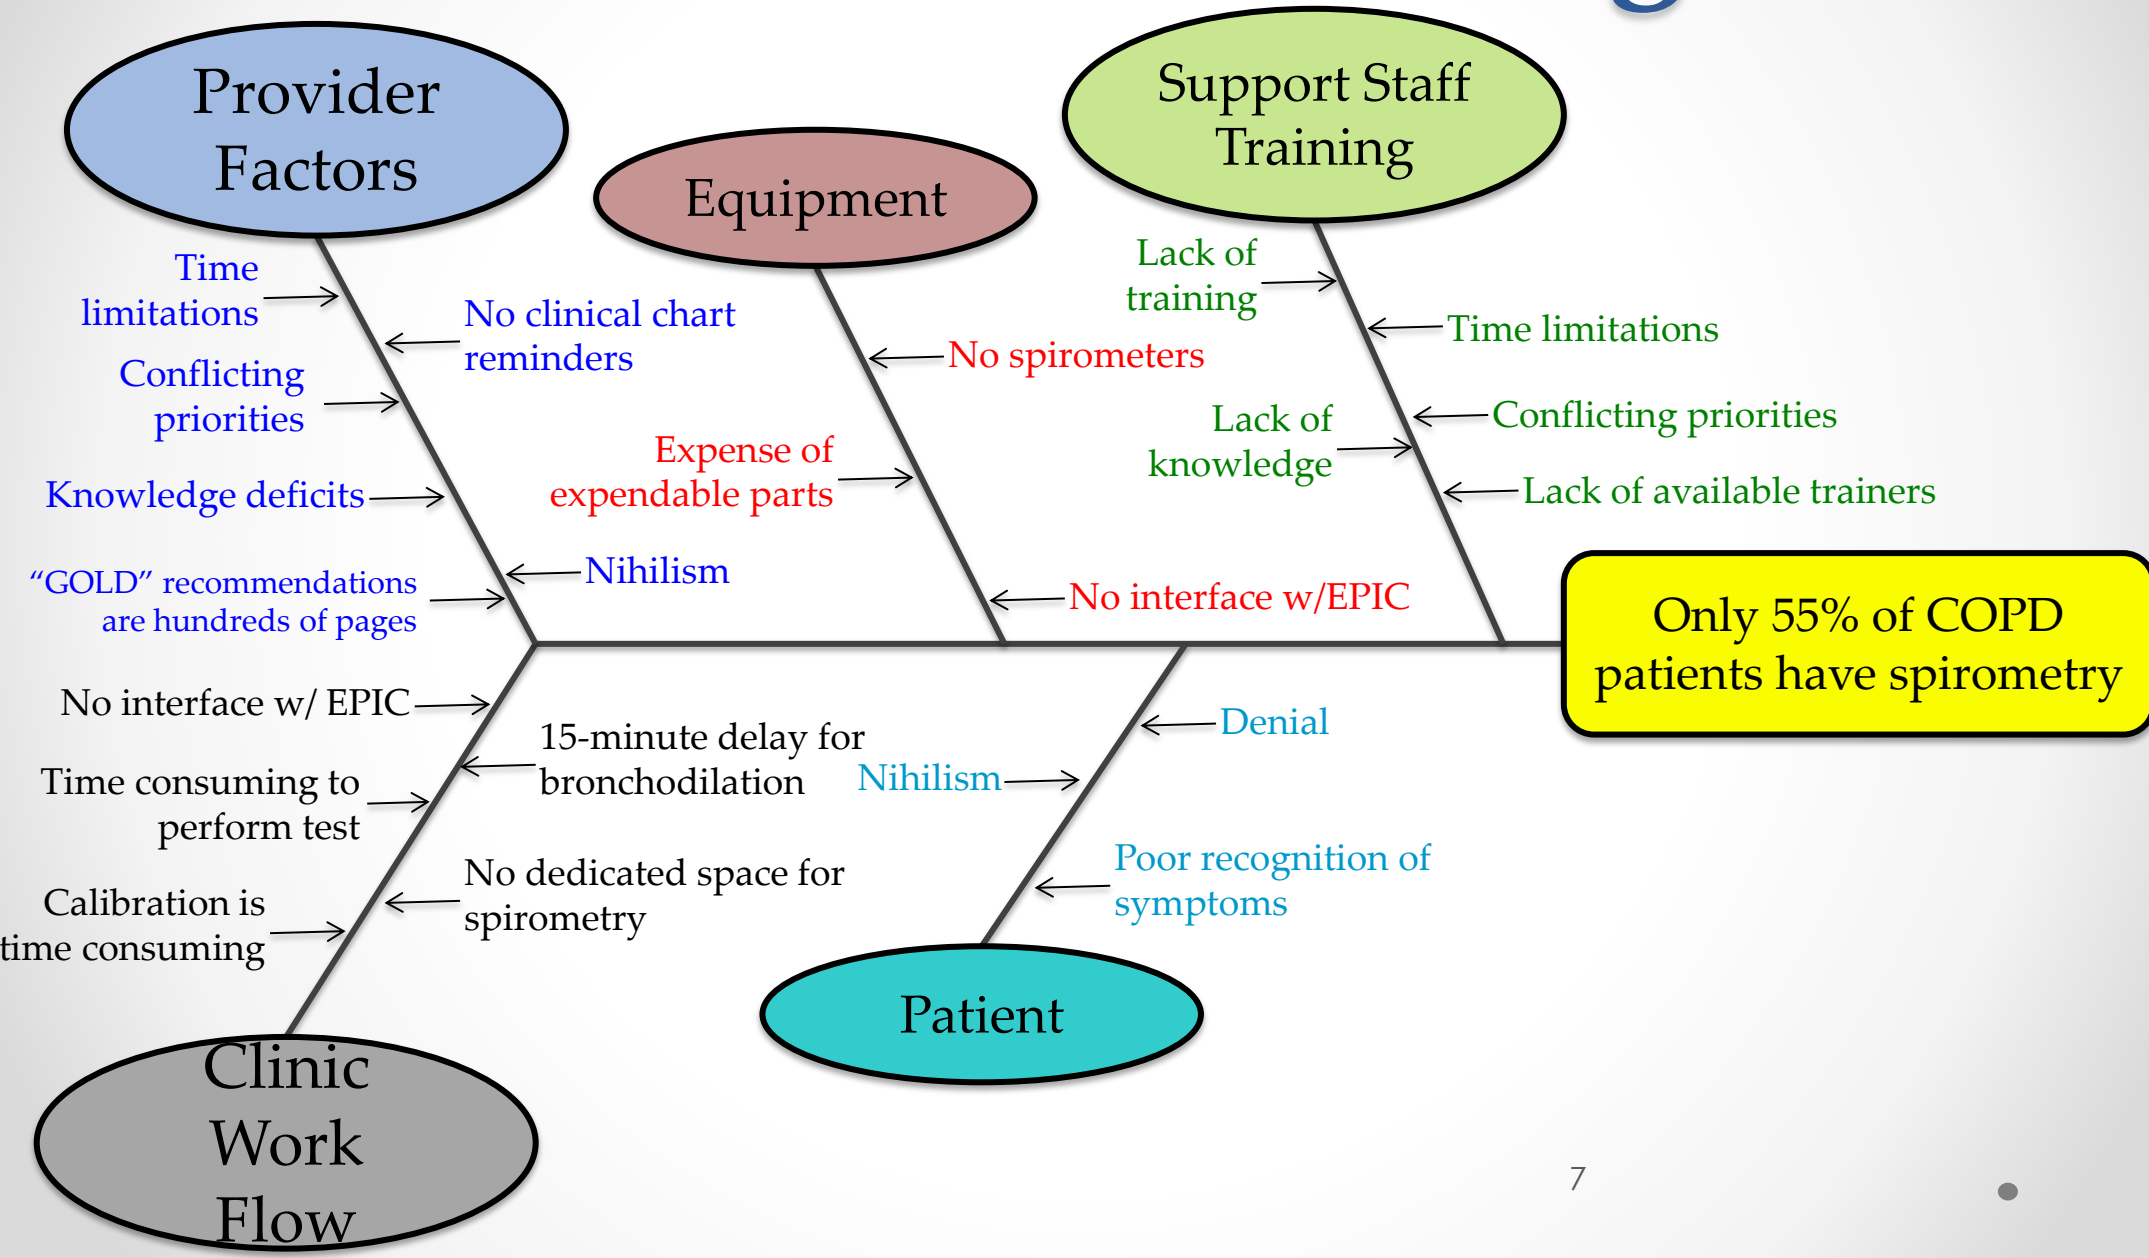 Provider
Factors
Equipment
Support Staff
Training
Time
limitations
No clinical chart
reminders
Conflicting
priorities
Knowledge deficits
Nihilism
“GOLD” recommendations
are hundreds of pages
No spirometers
Expense of
expendable parts
No interface w/EPIC
Lack of
training
Time limitations
Conflicting priorities
Lack of
knowledge
Lack of available trainers
Only 55% of COPD
patients have spirometry
No interface w/ EPIC
15-minute delay for
bronchodilation
Time consuming to
perform test
No dedicated space for
spirometry
Calibration is
time consuming
Denial
Nihilism
Poor recognition of
symptoms
Patient
Clinic
Work
Flow
7